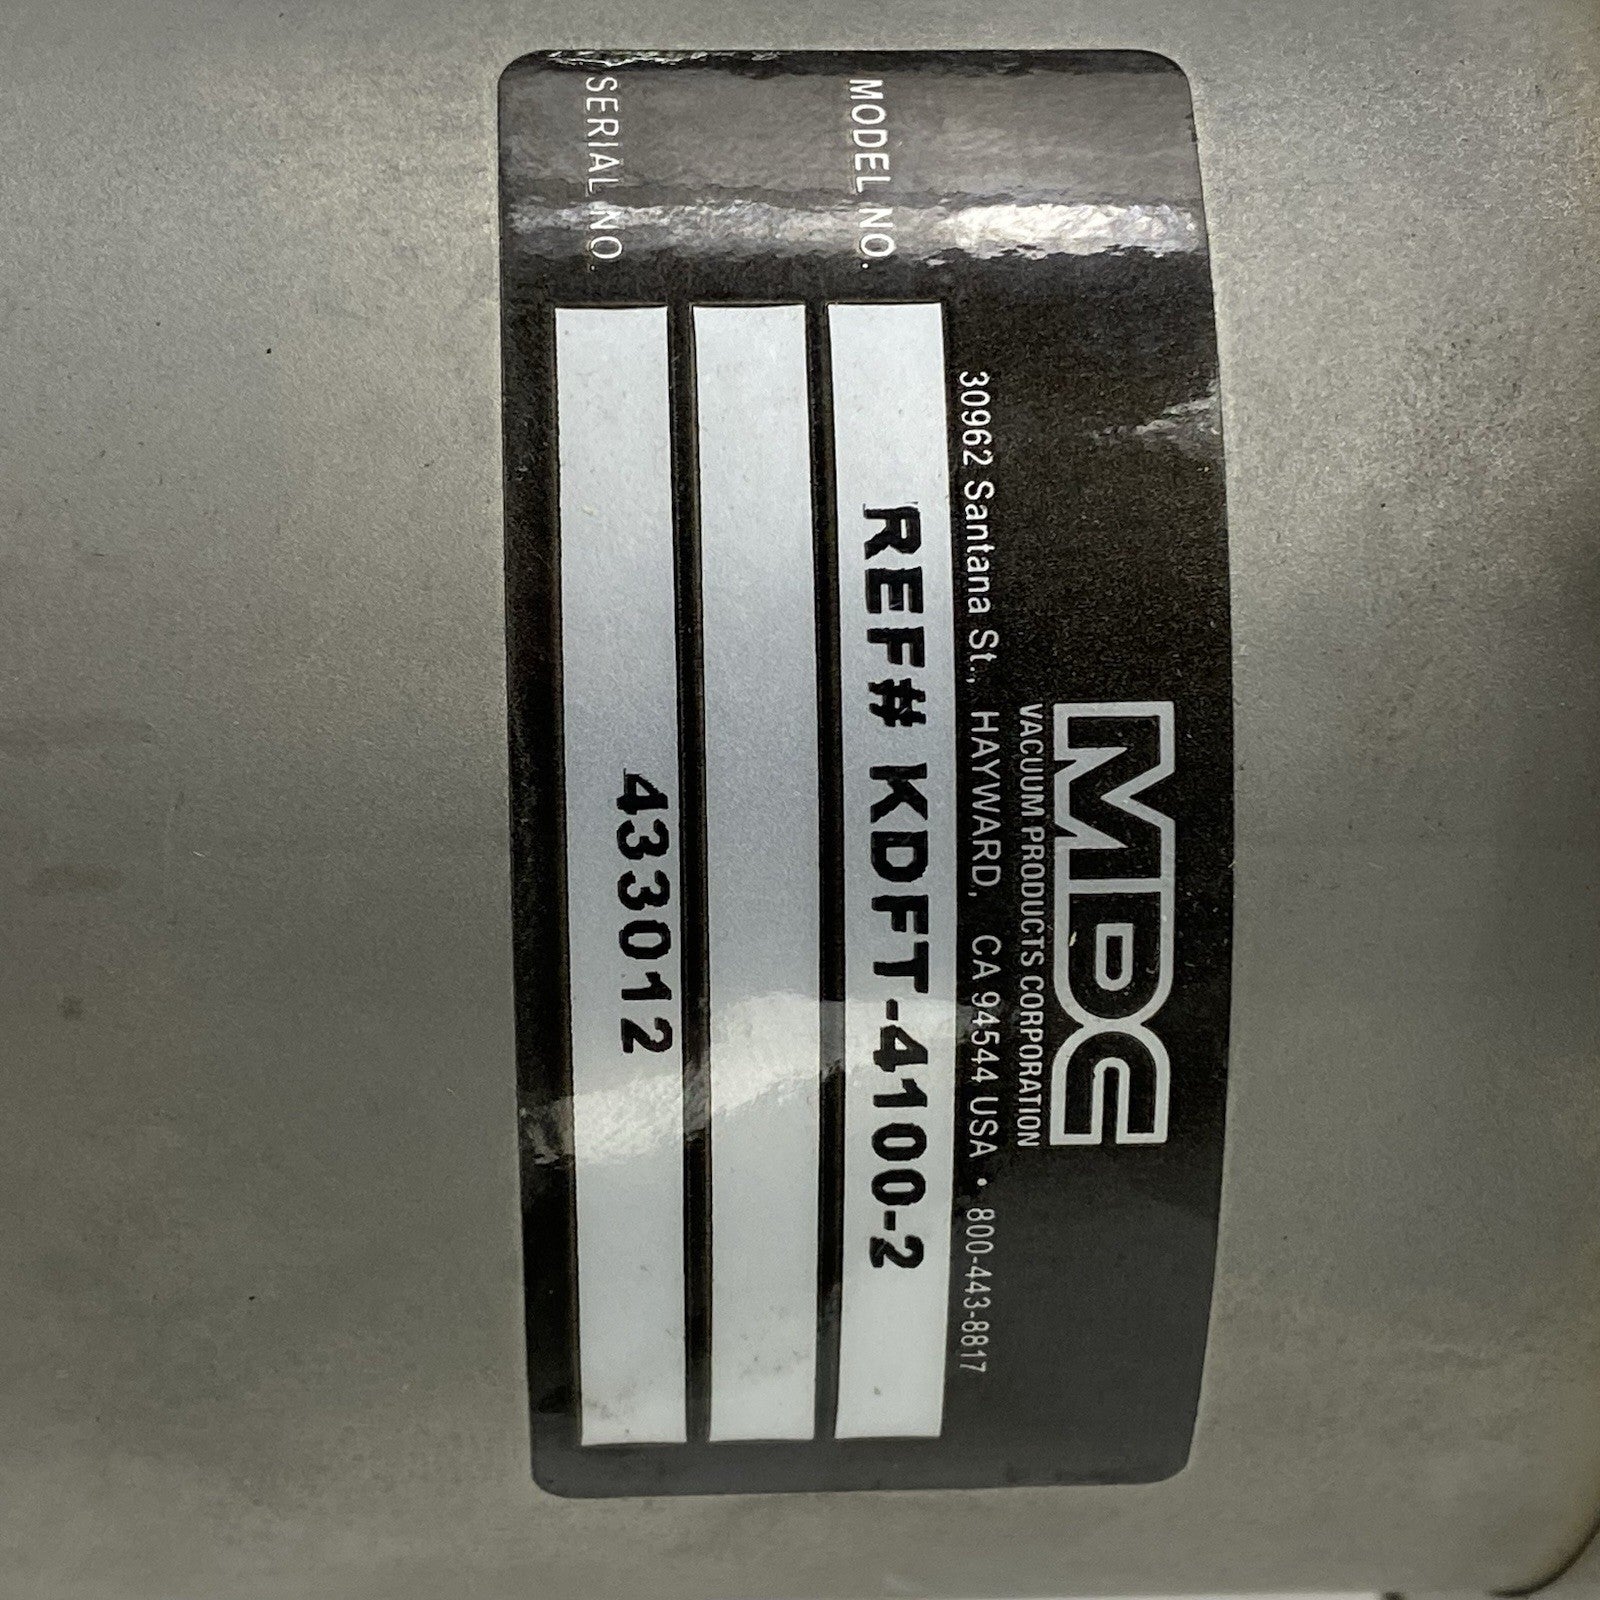 MDC
VACUUM PRODUCTS CORPORATION
30962 Santana St., HAYWARD, CA 94544 USA • 800-443-8817
MODEL NO. REF# KDFT-4100-2
SERIAL NO. 433012